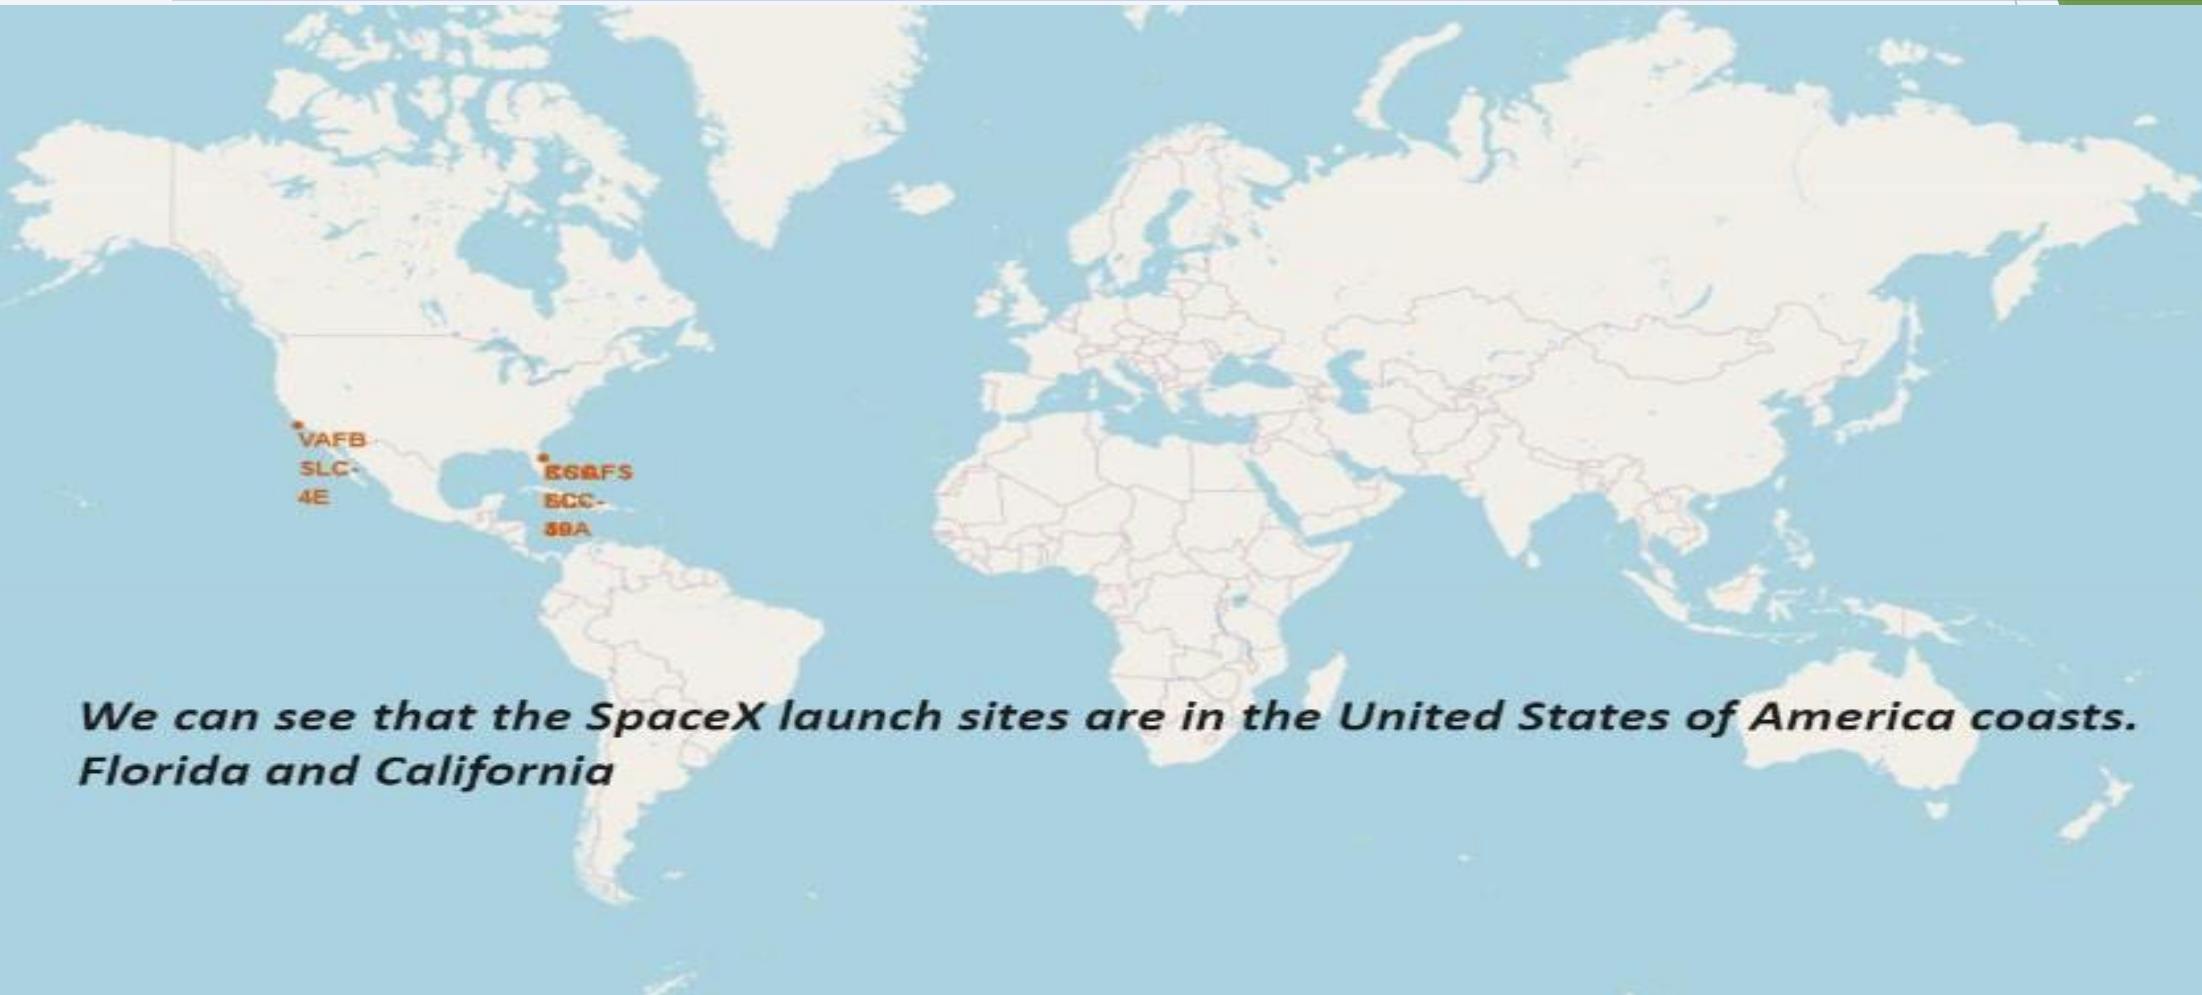 VAFB
SLC-
4E
We can see that the SpaceX launch sites are in the United States of America coasts.
Florida and California